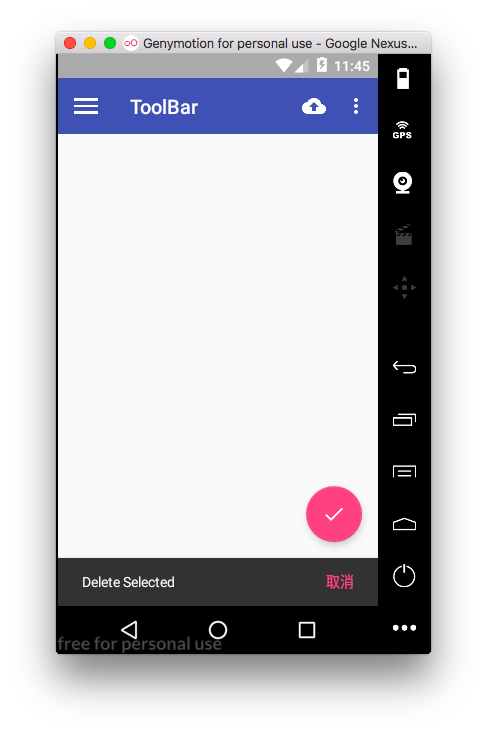 Genymotion for personal use - Google Nexus...
11:45
GPS
ToolBar
Delete Selected
取消
free for personal use